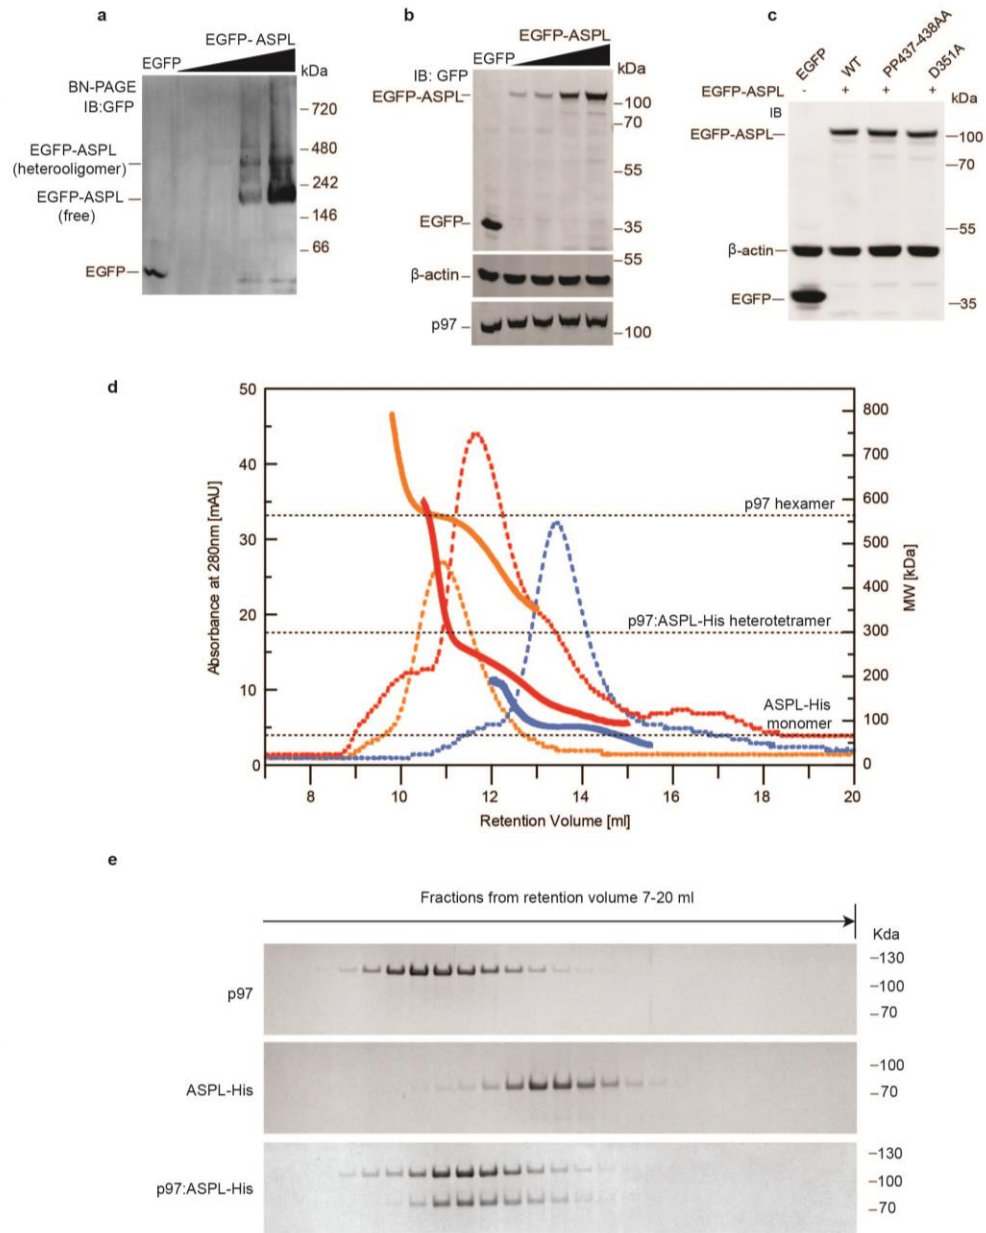 a
EGFP EGFP- ASPL
BN-PAGE
IB:GFP
EGFP-ASPL
(heterooligomer)
EGFP-ASPL
(free)
EGFP
kDa
720
480
242
146
66
b
EGFP-ASPL
EGFP
IB: GFP
EGFP-ASPL
EGFP
β-actin
p97
kDa
100
70
55
35
55
100
c
EGFP
WT
PP437-438AA
D351A
EGFP-ASPL - + + +
IB
EGFP-ASPL
β-actin
EGFP
kDa
100
70
55
35
d
Absorbance at 280nm [mAU]
50
40
30
20
10
0
8 10 12 14 16 18 20
Retention Volume [ml]
MW [kDa]
800
700
600
500
400
300
200
100
0
p97 hexamer
p97:ASPL-His heterotetramer
ASPL-His
monomer
e
Fractions from retention volume 7-20 ml
Kda
p97
130
100
70
ASPL-His
100
70
p97:ASPL-His
130
100
70